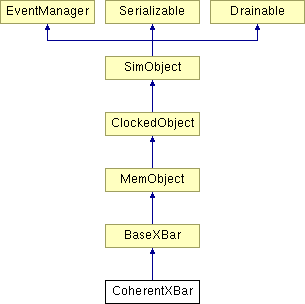 EventManager Serializable Drainable
SimObject
ClockedObject
MemObject
BaseXBar
CoherentXBar